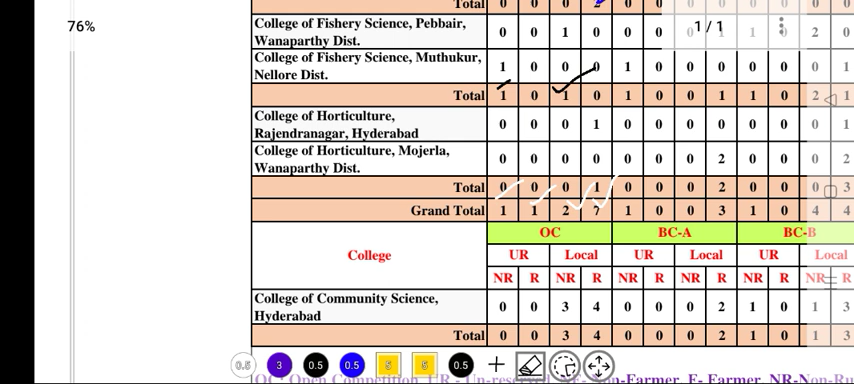 Total 0 0 0 2 0 0 0 0 0
76%
1 / 1
College of Fishery Science, Pebbair, 0 0 1 0 0 0 0 1 1 0 2 0
Wanaparthy Dist.
College of Fishery Science, Muthukur, 1 0 0 0 1 0 0 0 0 0 0 1
Nellore Dist.
Total 1 0 1 0 1 0 0 1 1 0 2 1
College of Horticulture, 0 0 0 1 0 0 0 0 0 0 0 1
Rajendranagar, Hyderabad
College of Horticulture, Mojerla, 0 0 0 0 0 0 0 2 0 0 0 2
Wanaparthy Dist.
Total 0 0 0 1 0 0 0 2 0 0 0 3
Grand Total 1 1 2 7 1 0 0 3 1 0 4 4
College OC BC-A BC-B
UR Local UR Local UR Local
NR R NR R NR R NR R NR R NR R
College of Community Science, 0 0 3 4 0 0 0 2 1 0 1 3
Hyderabad
Total 0 0 3 4 0 0 0 2 1 0 1 3
0.5 3 0.5 0.5 5 5 0.5
OC: Open Competition, UR - Un-reserved, NF- Non-Farmer, F- Farmer, NR-Non-Ru